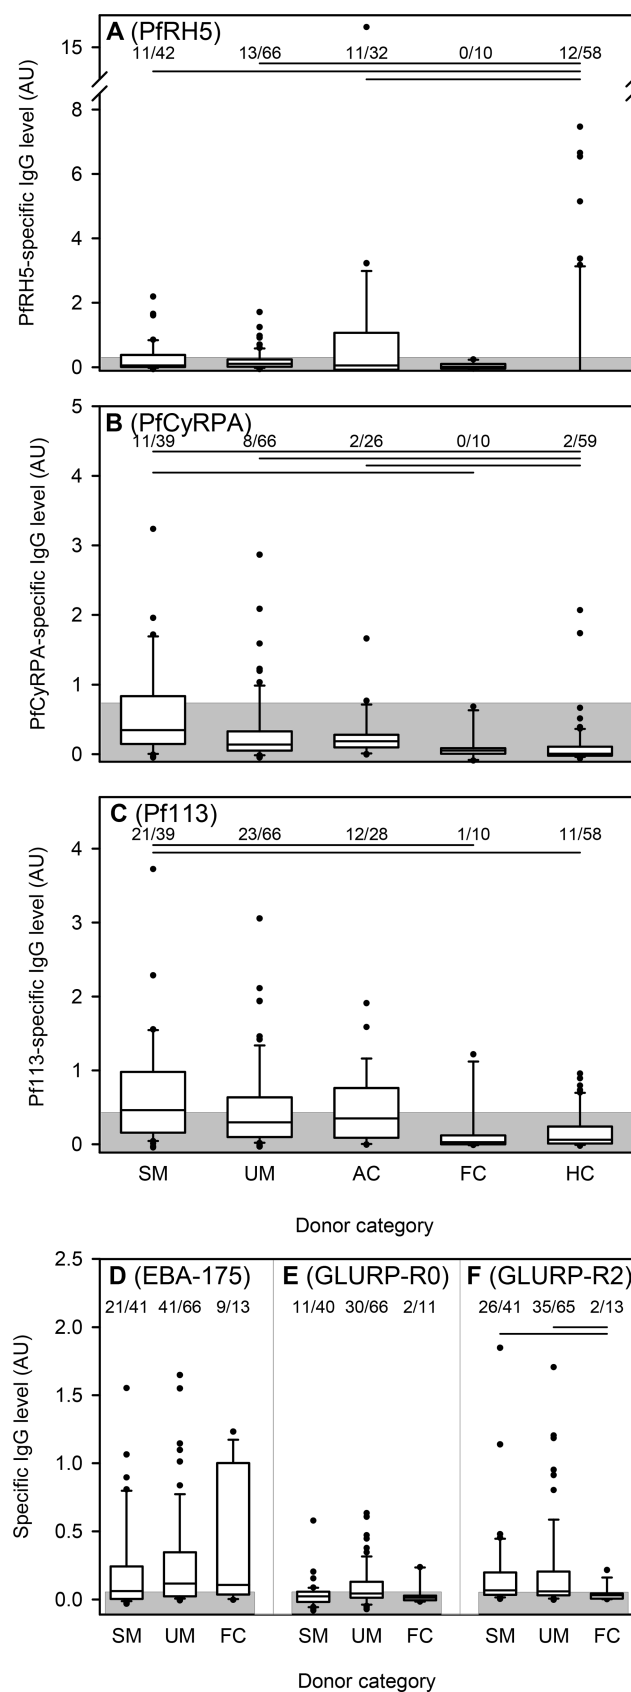 A (PfRH5)
15
11/42 13/66 11/32 0/10 12/58
8
6
4
2
0
PfRH5-specific IgG level (AU)
5
B (PfCyRPA)
11/39 8/66 2/26 0/10 2/59
4
3
2
1
0
PfCyRPA-specific IgG level (AU)
C (Pf113)
21/39 23/66 12/28 1/10 11/58
4
3
2
1
0
Pf113-specific IgG level (AU)
SM UM AC FC HC
Donor category
2.5
D (EBA-175) E (GLURP-R0) F (GLURP-R2)
21/41 41/66 9/13 11/40 30/66 2/11 26/41 35/65 2/13
2.0
1.5
1.0
0.5
0.0
Specific IgG level (AU)
SM UM FC SM UM FC SM UM FC
Donor category